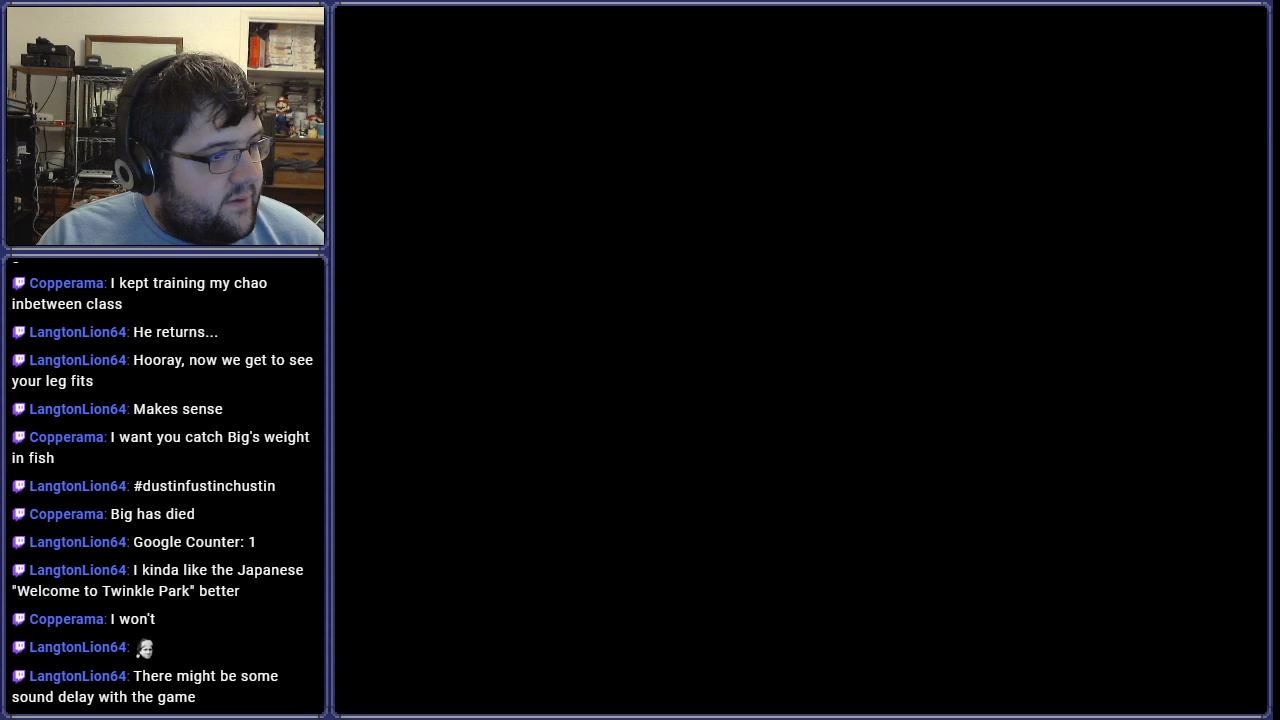 Copperama: I kept training my chao
inbetween class
LangtonLion64: He returns...
LangtonLion64: Hooray, now we get to see
your leg fits
LangtonLion64: Makes sense
Copperama: I want you catch Big's weight
in fish
LangtonLion64: #dustinfustinchustin
Copperama: Big has died
LangtonLion64: Google Counter: 1
LangtonLion64: I kinda like the Japanese
"Welcome to Twinkle Park" better
Copperama: I won't
LangtonLion64:
LangtonLion64: There might be some
sound delay with the game